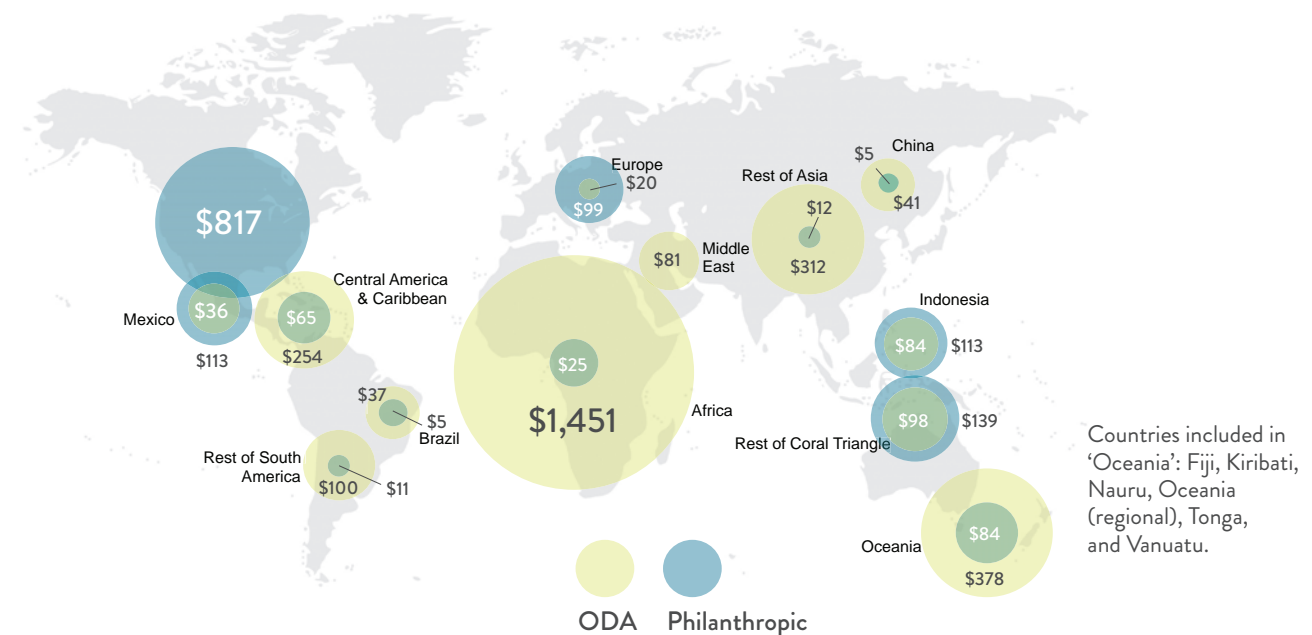 $817
Mexico
$36
$113
Central America
& Caribbean
$65
$254
$37
$5
Brazil
Rest of South
America
$100
$11
Europe
$20
$99
Middle
East
$81
$25
$1,451
Africa
Rest of Asia
$12
$312
China
$5
$41
Indonesia
$84
$113
$98
$139
Rest of Coral Triangle
Oceania
$84
$378
Countries included in
‘Oceania’: Fiji, Kiribati,
Nauru, Oceania
(regional), Tonga,
and Vanuatu.
ODA
Philanthropic